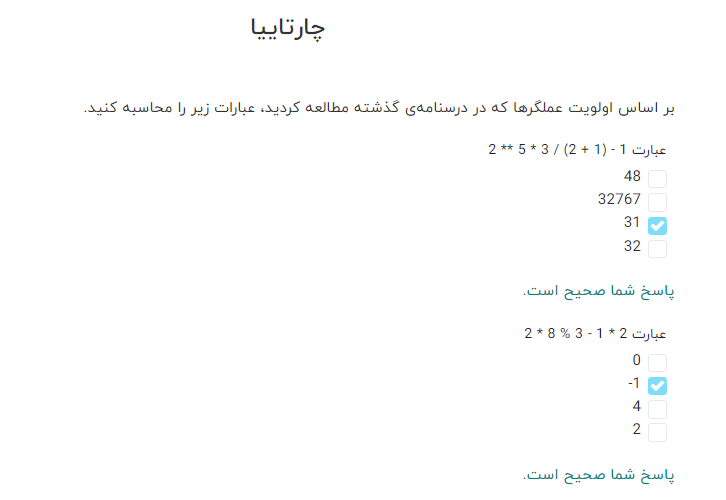 چارتاییا
بر اساس اولویت عملگرها که در درسنامه‌ی گذشته مطالعه کردید، عبارات زیر را محاسبه کنید.
عبارت 2 ** 5 * 3 / (2 + 1) - 1
48
32767
31
32
پاسخ شما صحیح است.
عبارت 2 * 8 % 3 - 1 * 2
0
-1
4
2
پاسخ شما صحیح است.